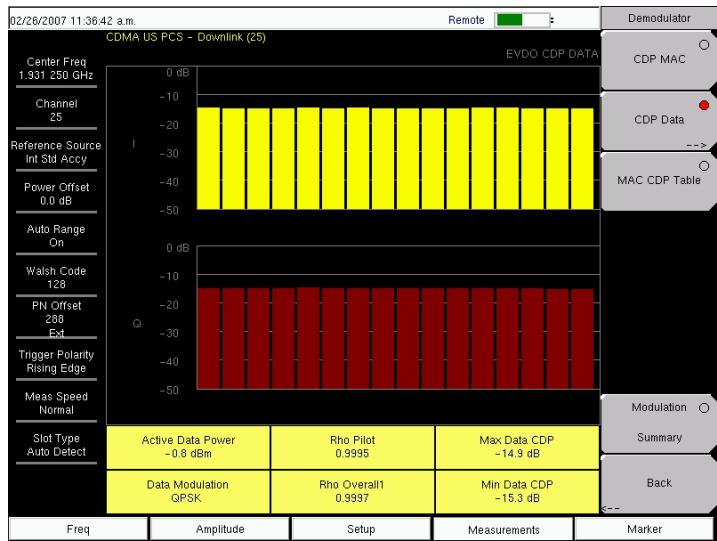 02/26/2007 11:36:42 a.m.
Remote
Demodulator
CDMA US PCS - Downlink (25)
EVDO CDP DATA
Center Freq
1.931 250 GHz
Channel
25
Reference Source
Int Std Accy
Power Offset
0.0 dB
Auto Range
On
Walsh Code
128
PN Offset
288
Ext
Trigger Polarity
Rising Edge
Meas Speed
Normal
Slot Type
Auto Detect
0 dB
-10
-20
I
-30
-40
-50
0 dB
-10
-20
Q
-30
-40
-50
Active Data Power
-0.8 dBm
Rho Pilot
0.9995
Max Data CDP
-14.9 dB
Data Modulation
QPSK
Rho Overall1
0.9997
Min Data CDP
-15.3 dB
CDP MAC
CDP Data
-->
MAC CDP Table
Modulation
Summary
Back
<--
Freq
Amplitude
Setup
Measurements
Marker